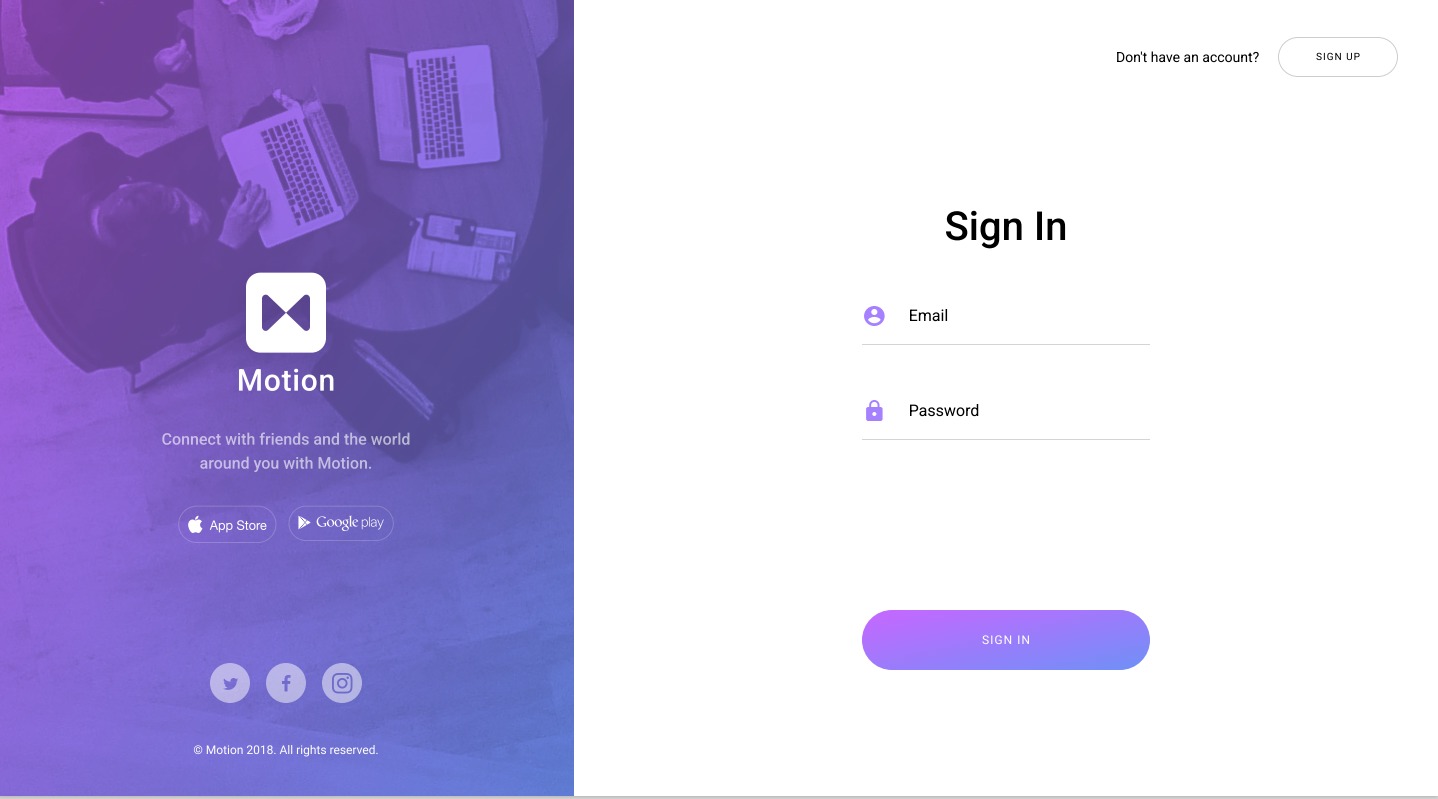 Motion
Connect with friends and the world
around you with Motion.
App Store
Google play
© Motion 2018. All rights reserved.
Don't have an account?
SIGN UP
Sign In
Email
Password
SIGN IN